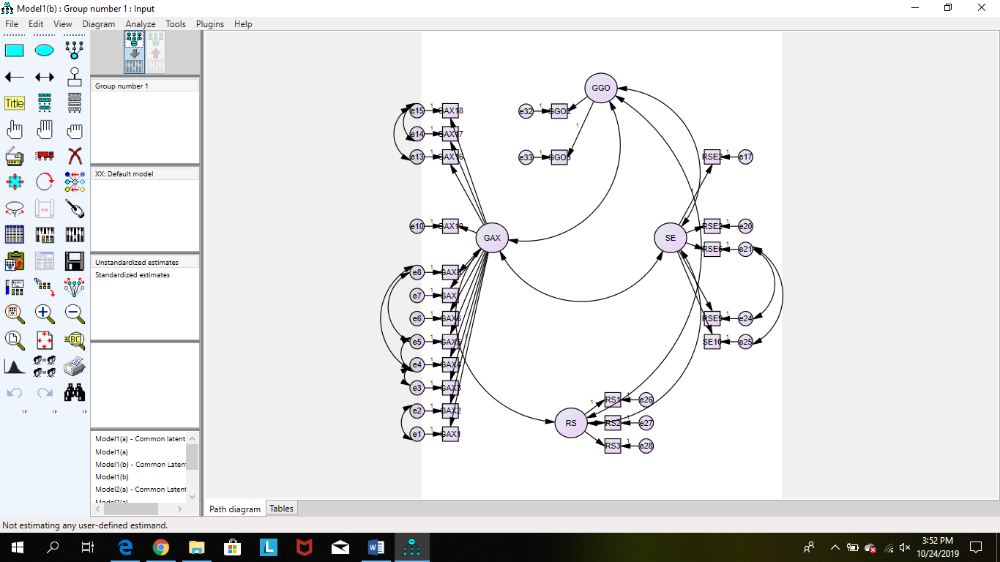 Model1(b) : Group number 1 : Input
File Edit View Diagram Analyze Tools Plugins Help
Title
Group number 1
XX: Default model
Unstandardized estimates
Standardized estimates
Model1(a) - Common latent
Model1(a)
Model1(b) - Common Laten
Model1(b)
Model2(a) - Common Latent
Model2(a)
GGO
e15 1 GAX18
e32 1 GGO2
e14 1 GAX17
1
e13 1 GAX16
e33 1 GGO3
RSE2 1 e17
1
e10 1 GAX10
RSE2 1 e20
GAX
SE
RSE6 1 e21
e8 1 GAX8
e7 1 GAX7
e6 1 GAX6
RSE9 1 e24
e5 1 GAX5
1
SE10 1 e25
e4 1 GAX4
e3 1 GAX3
1
RS1 1 e26
e2 1 GAX2
RS
RS2 1 e27
e1 1 GAX1
RS3 1 e28
Path diagram Tables
Not estimating any user-defined estimand.
3:52 PM
10/24/2019